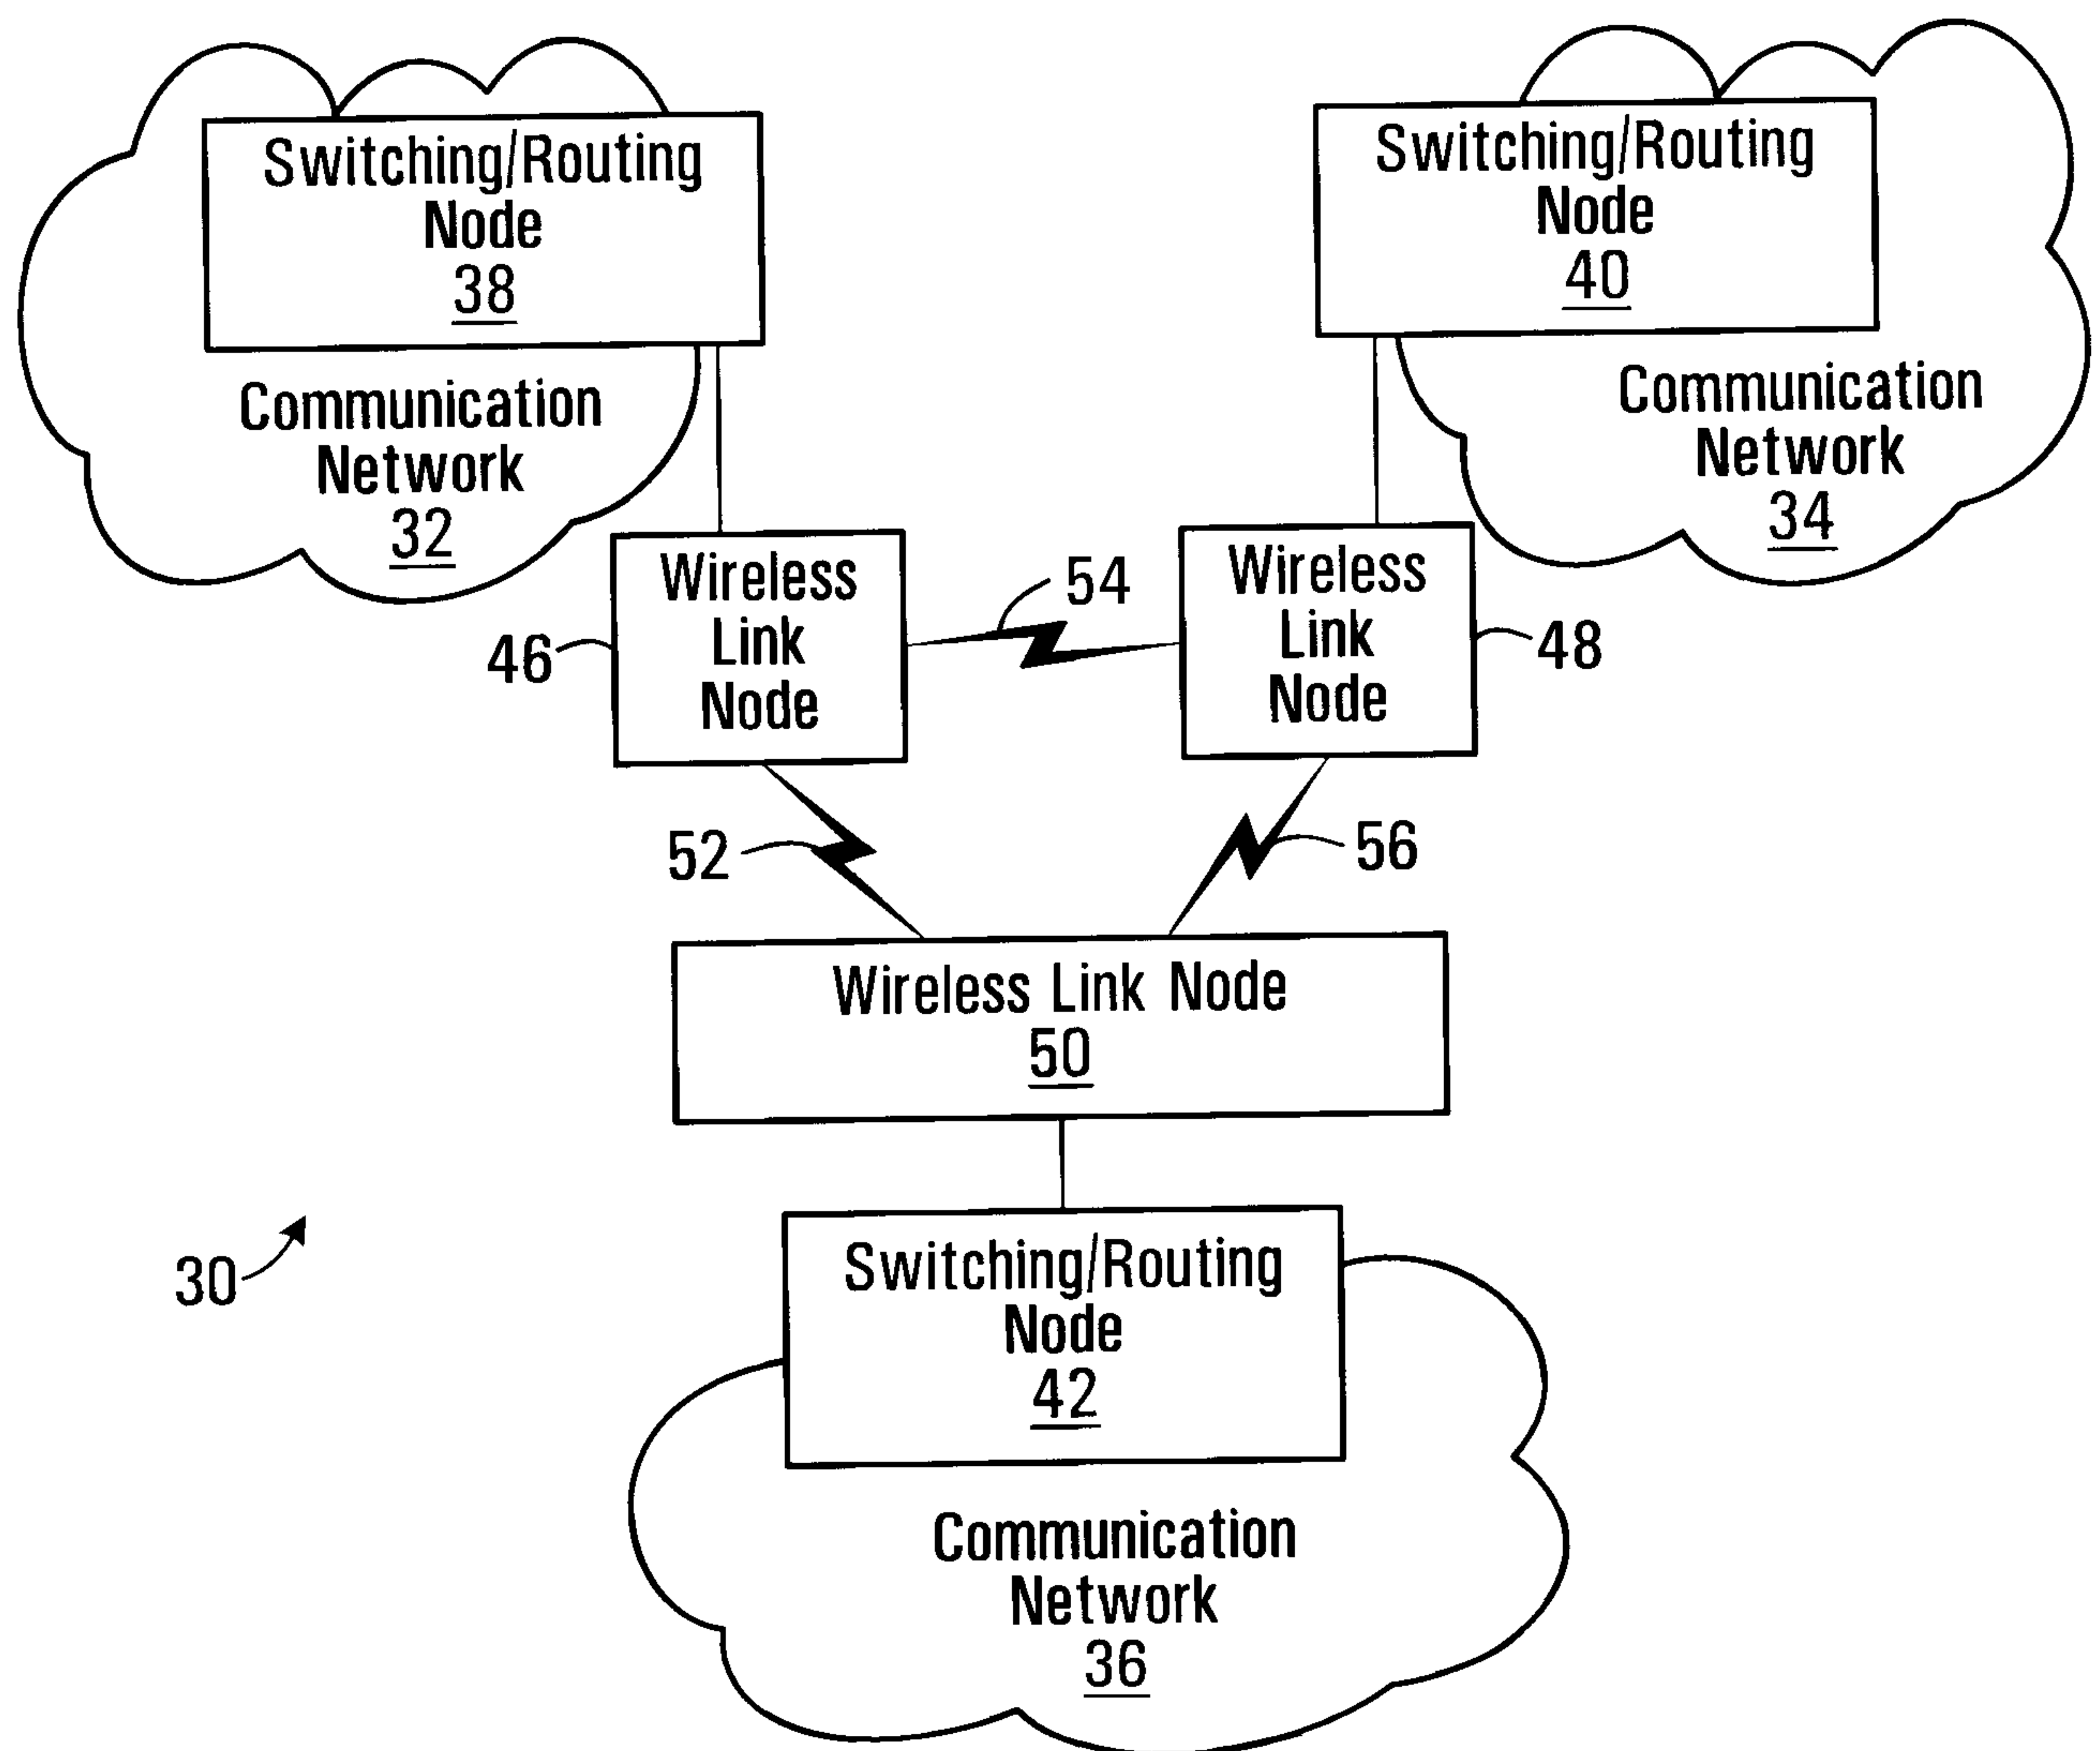 Switching/Routing
Node
38
Communication
Network
32
Switching/Routing
Node
40
Communication
Network
34
Wireless
Link
Node
46
54
Wireless
Link
Node
48
52
56
Wireless Link Node
50
30
Switching/Routing
Node
42
Communication
Network
36